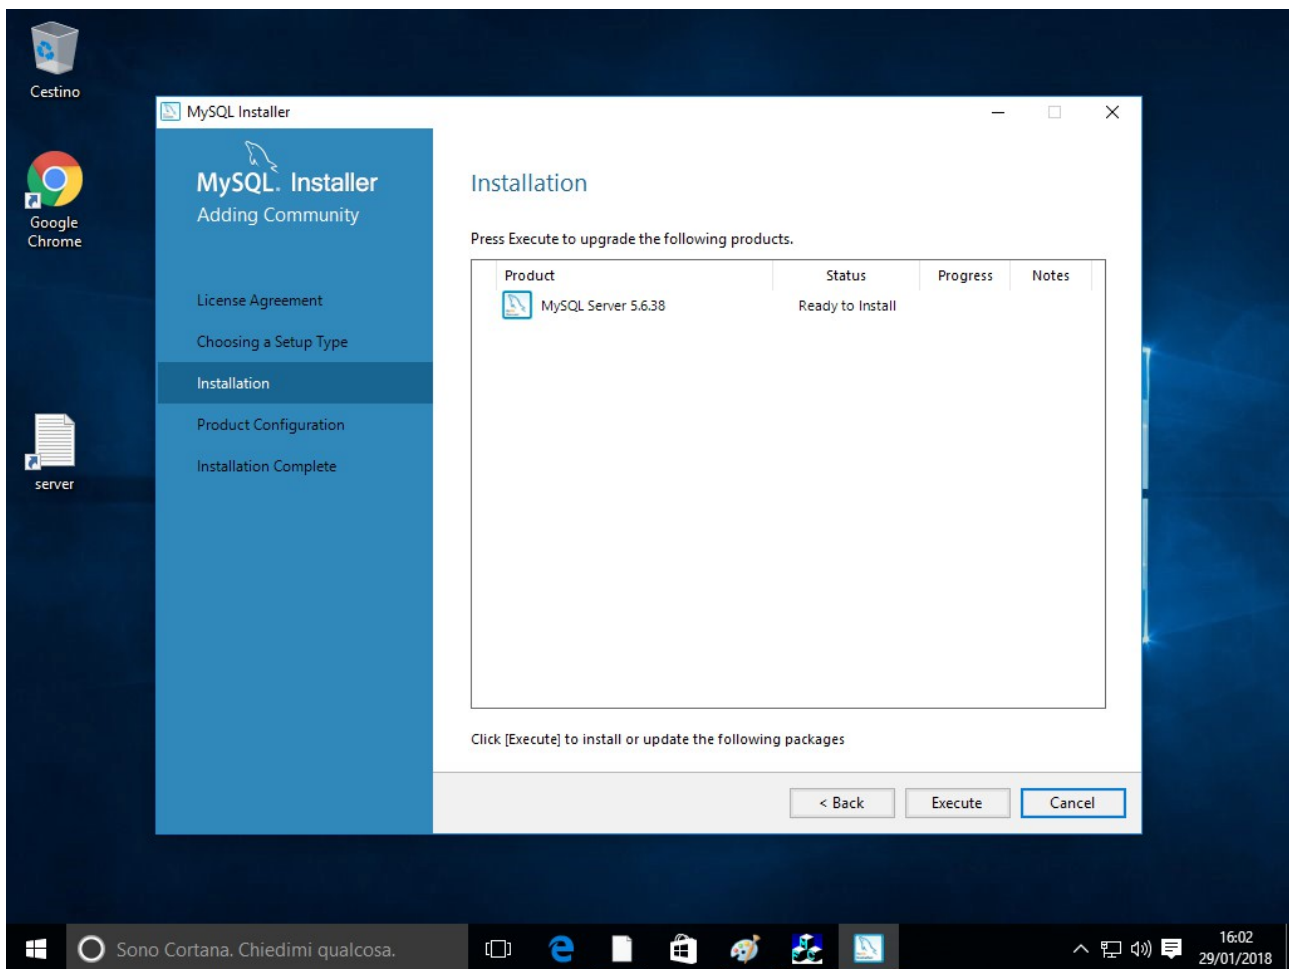 Cestino
Google
Chrome
server
MySQL Installer
MySQL. Installer
Adding Community
License Agreement
Choosing a Setup Type
Installation
Product Configuration
Installation Complete
Installation
Press Execute to upgrade the following products.
Product Status Progress Notes
MySQL Server 5.6.38 Ready to Install
Click [Execute] to install or update the following packages
< Back Execute Cancel
Sono Cortana. Chiedimi qualcosa.
16:02
29/01/2018